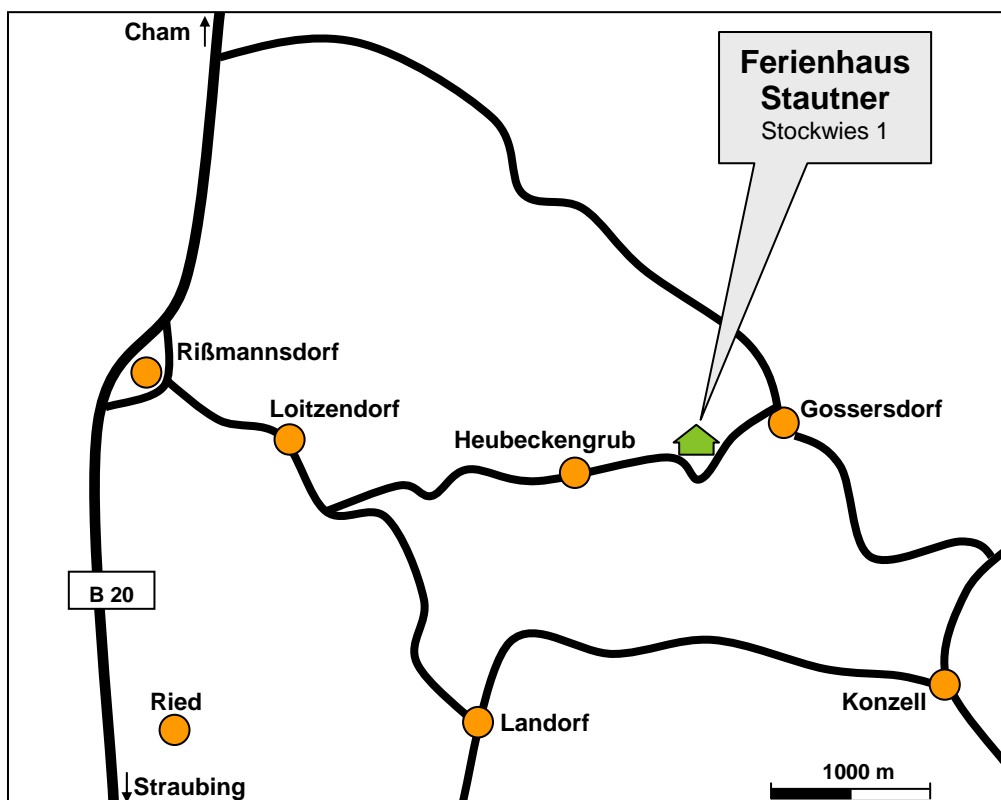 Cham
Ferienhaus
Stautner
Stockwies 1
Rißmannsdorf
Loitzendorf
Gossersdorf
Heubeckengrub
B 20
Ried
Konzell
Landorf
Straubing
1000 m